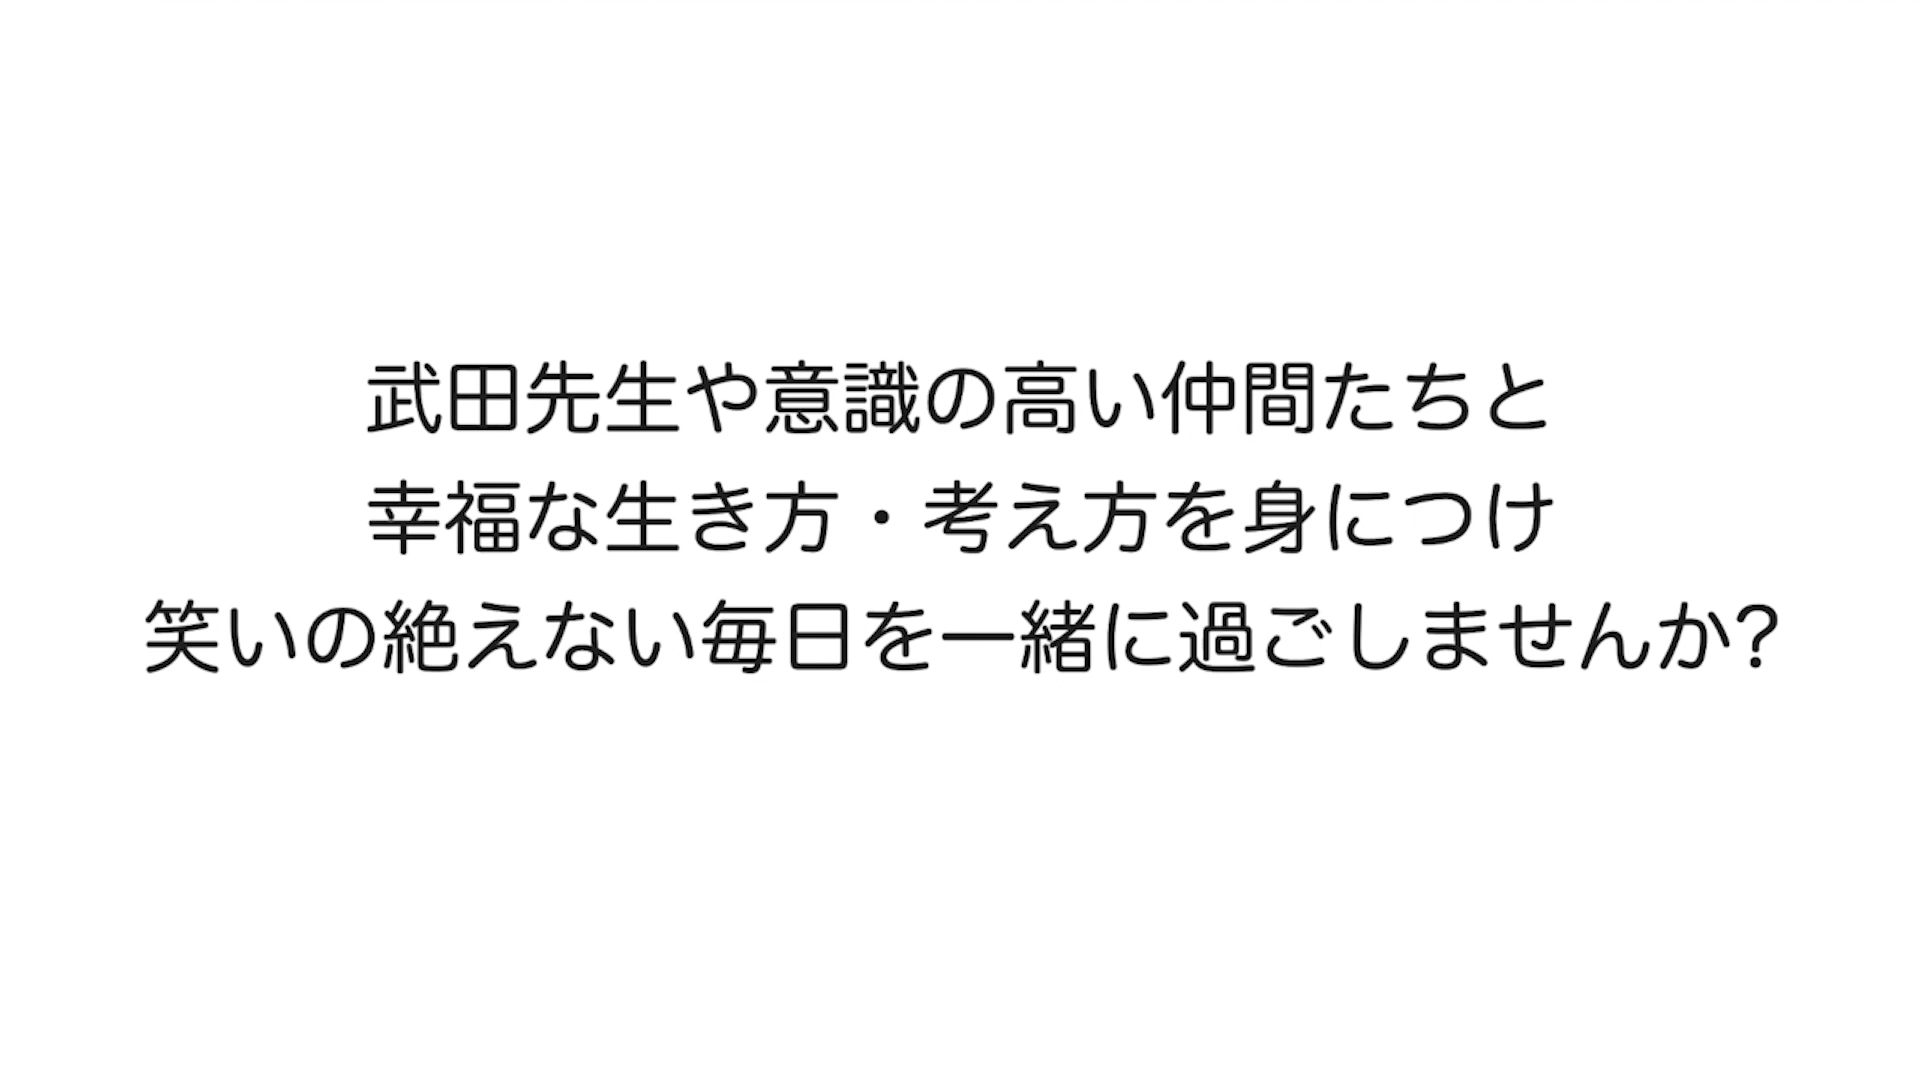 武田先生や意識の高い仲間たちと
幸福な生き方・考え方を身につけ
笑いの絶えない毎日を一緒に過ごしませんか?